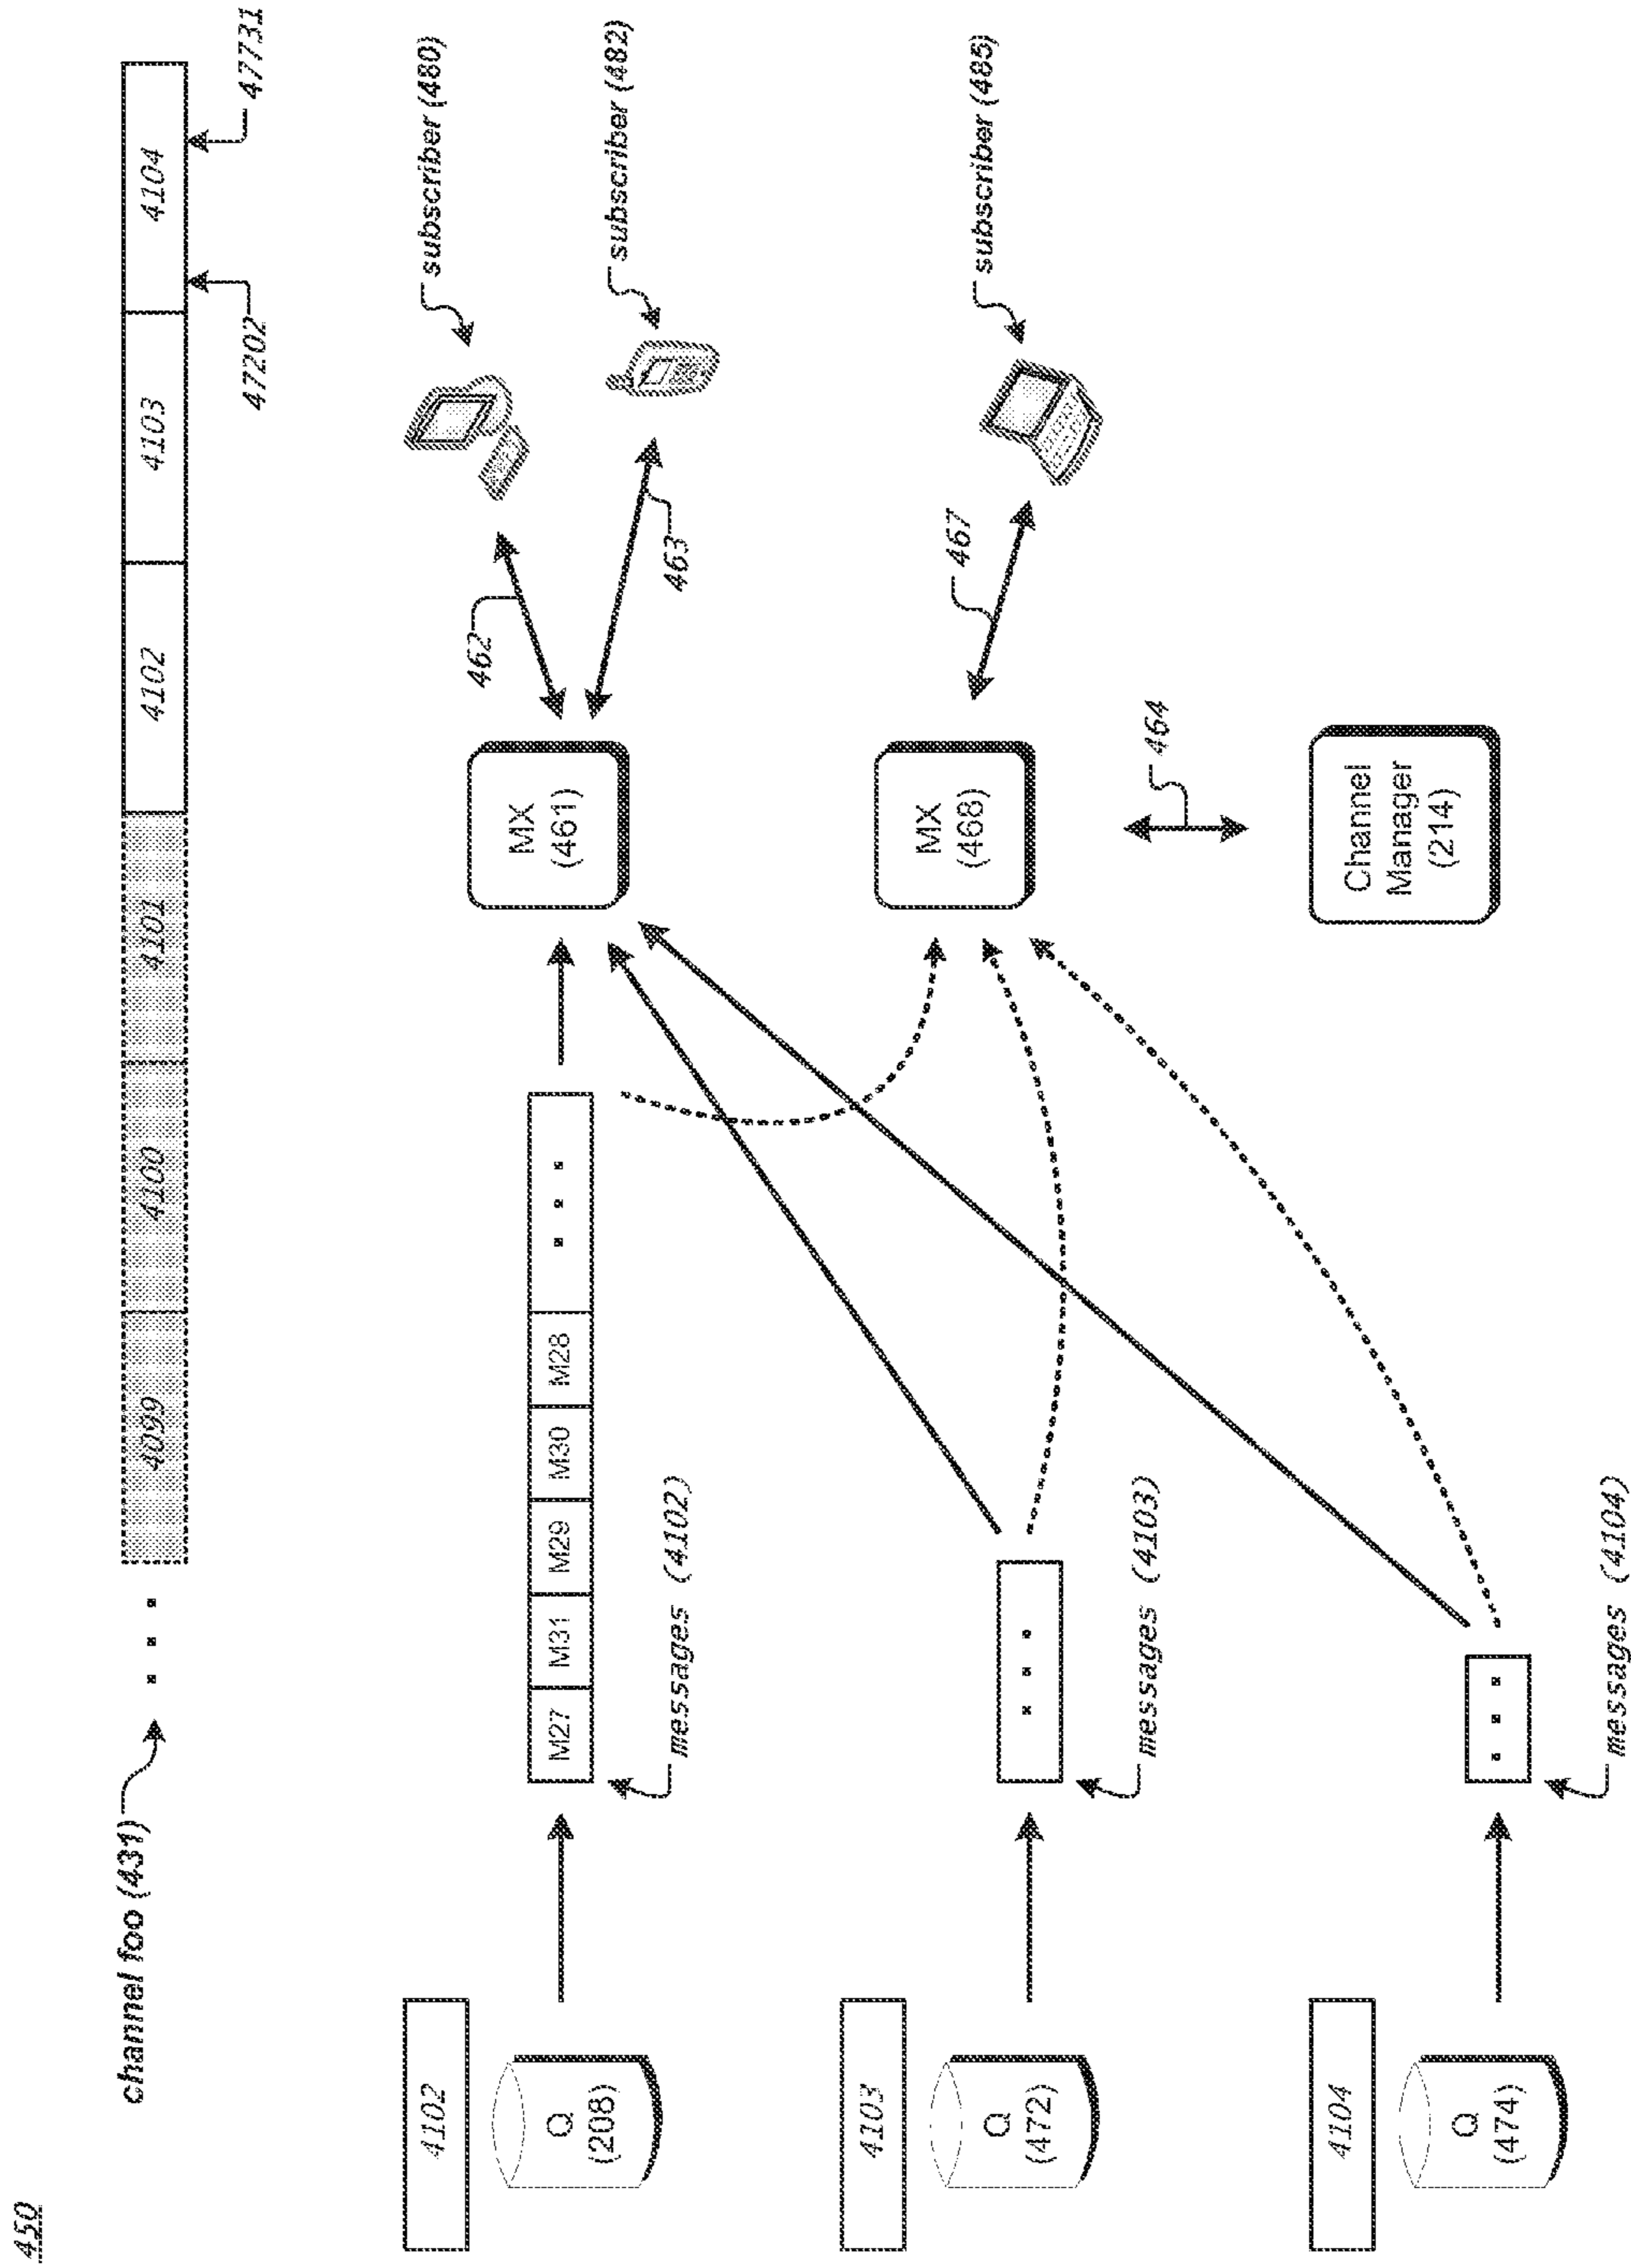 450
channel foo (431)
4099
4100
4101
4102
4103
4104
47202
47731
4102
Q
(208)
M27
M31
M29
M30
M28
messages (4102)
MX
(461)
462
463
subscriber (480)
subscriber (482)
4103
Q
(472)
messages (4103)
MX
(468)
467
subscriber (485)
464
4104
Q
(474)
messages (4104)
Channel
Manager
(214)